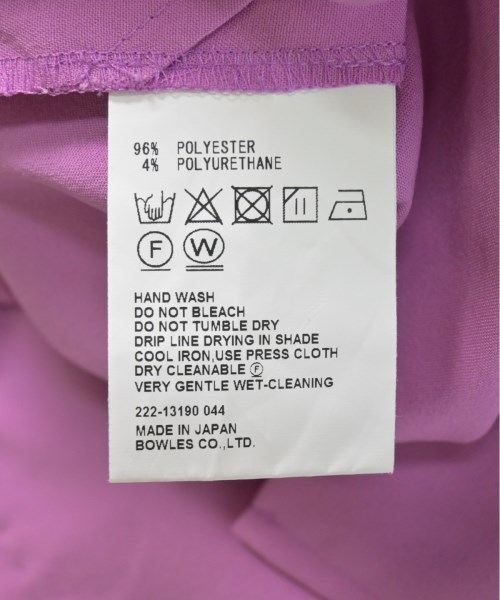 96% POLYESTER
4% POLYURETHANE
F W
HAND WASH
DO NOT BLEACH
DO NOT TUMBLE DRY
DRIP LINE DRYING IN SHADE
COOL IRON,USE PRESS CLOTH
DRY CLEANABLE Ⓕ
VERY GENTLE WET-CLEANING
222-13190 044
MADE IN JAPAN
BOWLES CO.,LTD.